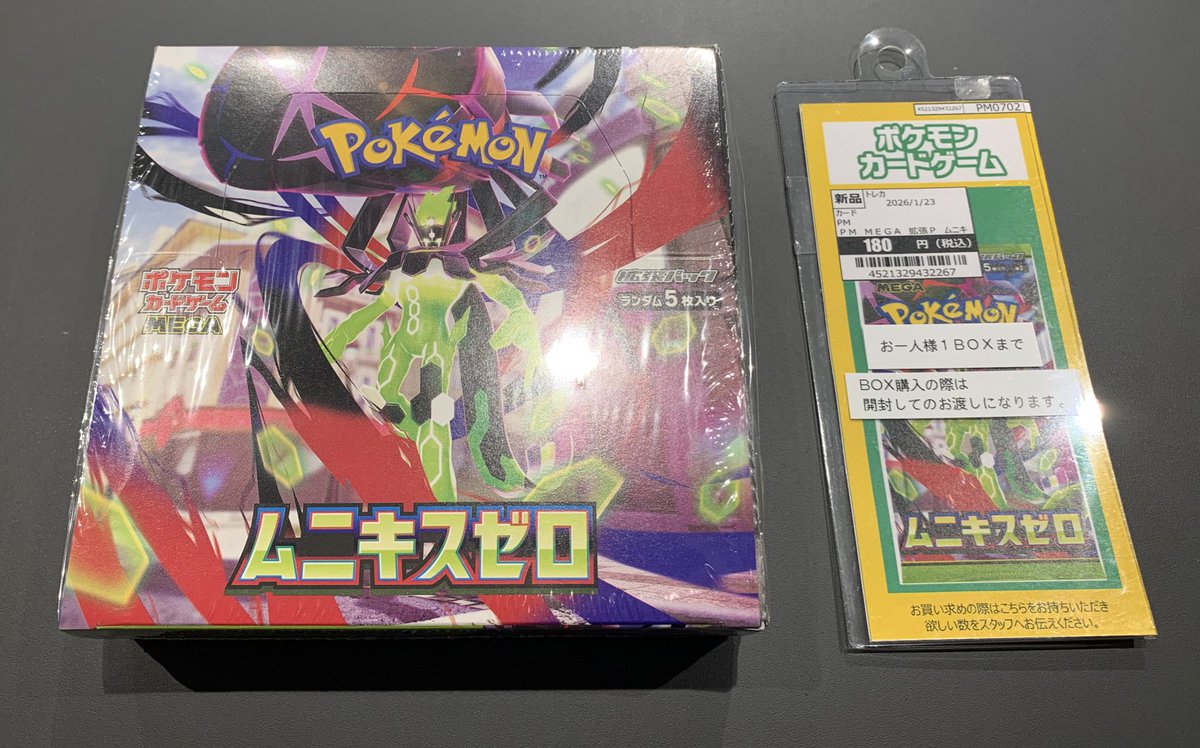 POKÉMON
ポケモン
カードゲーム
MEGA
拡張パック
ランダム5枚入り
ムニキスゼロ
4521329432267
PM0702
ポケモン
カードゲーム
新品
トレカ
2026/1/23
カード
PM
PM MEGA 拡張P ムニキ
180 円(税込)
4521329432267
MEGA
POKÉMON
お一人様1BOXまで
BOX購入の際は
開封してのお渡しになります。
ムニキスゼロ
お買い求めの際はこちらをお持ちいただき
欲しい数をスタッフへお伝えください。